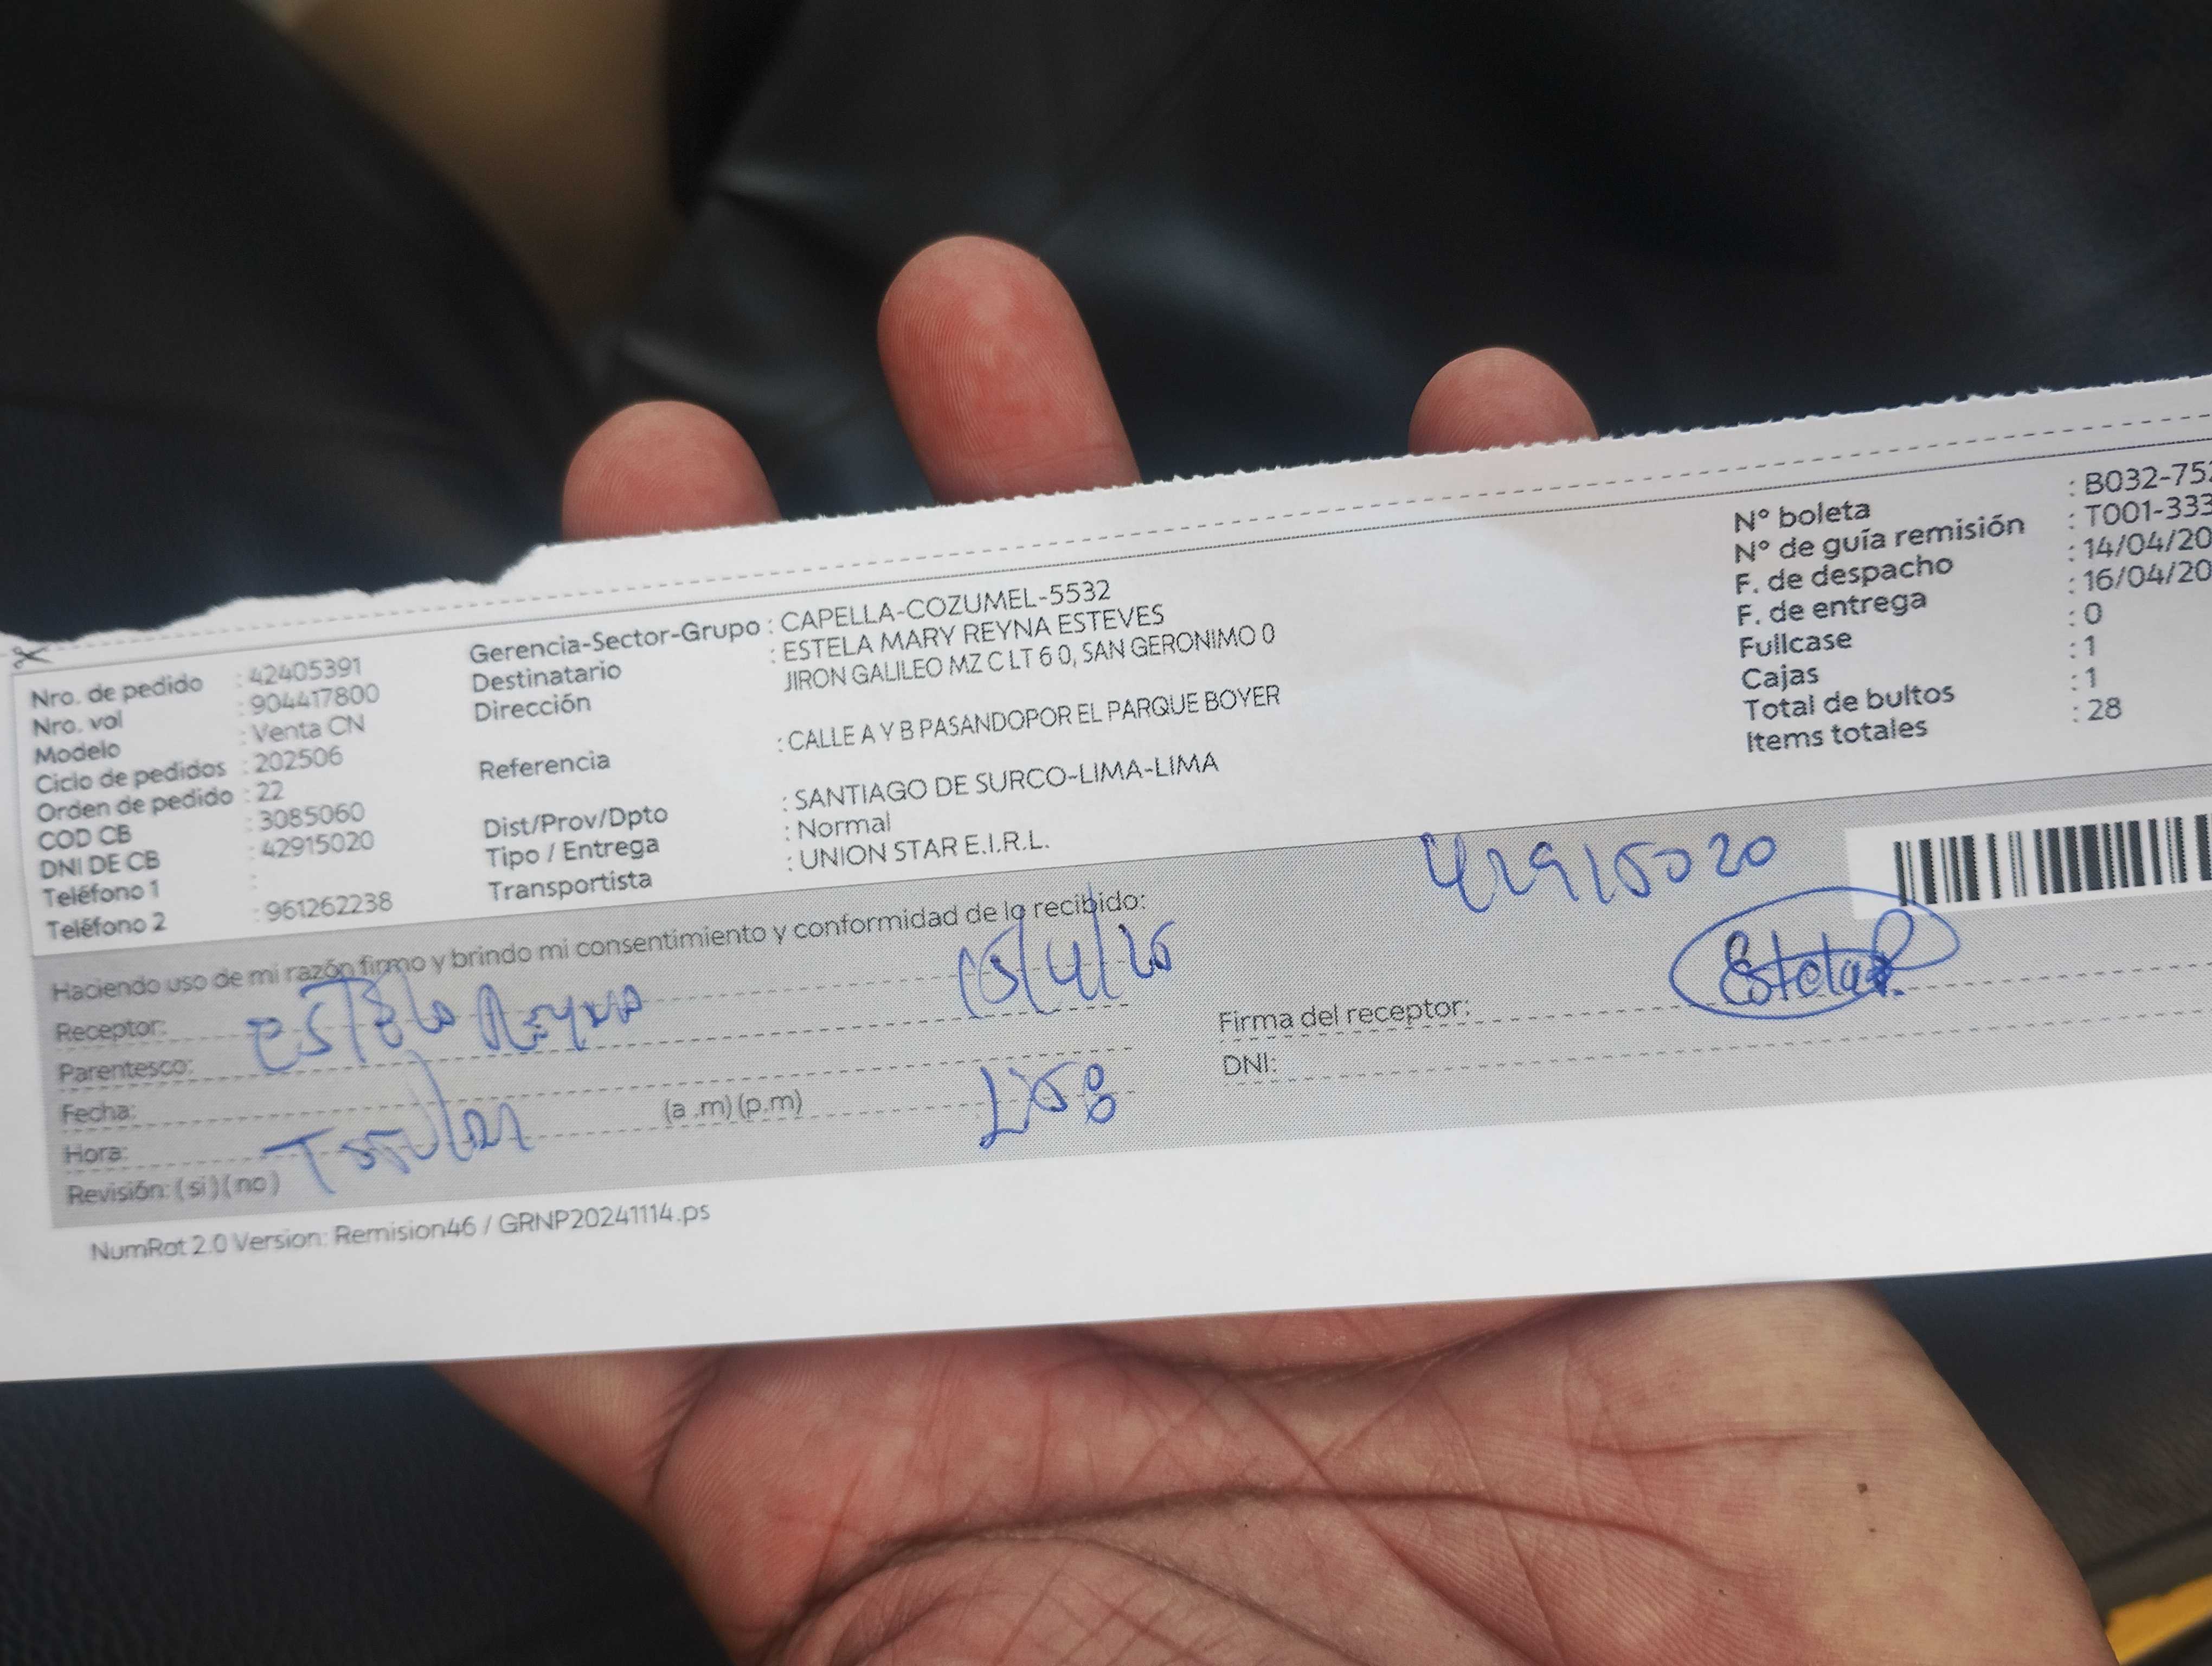 Nro. de pedido : 42405391
Nro. vol : 904417800
Modelo : Venta CN
Ciclo de pedidos : 202506
Orden de pedido : 22
COD CB : 3085060
DNI DE CB : 42915020
Teléfono 1 :
Teléfono 2 : 961262238
Gerencia-Sector-Grupo : CAPELLA-COZUMEL-5532
Destinatario : ESTELA MARY REYNA ESTEVES
Dirección JIRON GALILEO MZ C LT 6 0, SAN GERONIMO 0
Referencia : CALLE A Y B PASANDOPOR EL PARQUE BOYER
Dist/Prov/Dpto : SANTIAGO DE SURCO-LIMA-LIMA
Tipo / Entrega : Normal
Transportista : UNION STAR E.I.R.L.
N° boleta : B032-75
N° de guía remisión : T001-333
F. de despacho : 14/04/20
F. de entrega : 16/04/20
Fullcase : 0
Cajas : 1
Total de bultos : 1
Items totales : 28
Haciendo uso de mi razón firmo y brindo mi consentimiento y conformidad de lo recibido:
42915020
Receptor: Estela Reyna
Parentesco:
Fecha:
Hora: (a .m) (p.m)
Revisión: ( si ) ( no )
Firma del receptor: Estela
DNI:
NumRot 2.0 Version: Remision46 / GRNP20241114.ps